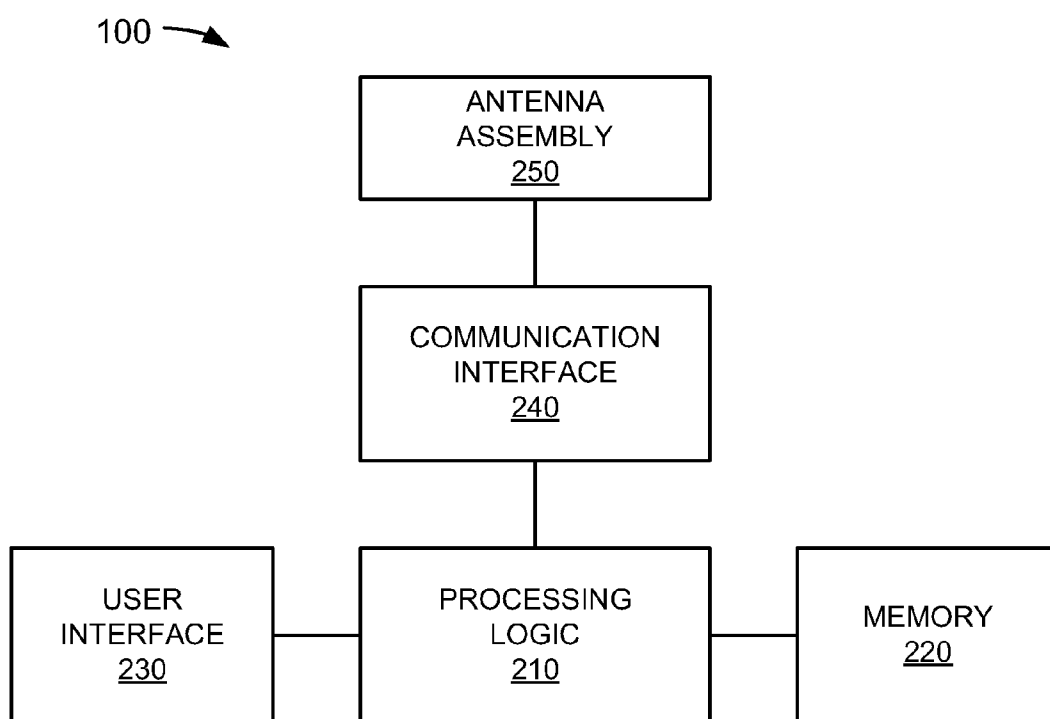 100
ANTENNA
ASSEMBLY
250
COMMUNICATION
INTERFACE
240
USER
INTERFACE
230
PROCESSING
LOGIC
210
MEMORY
220